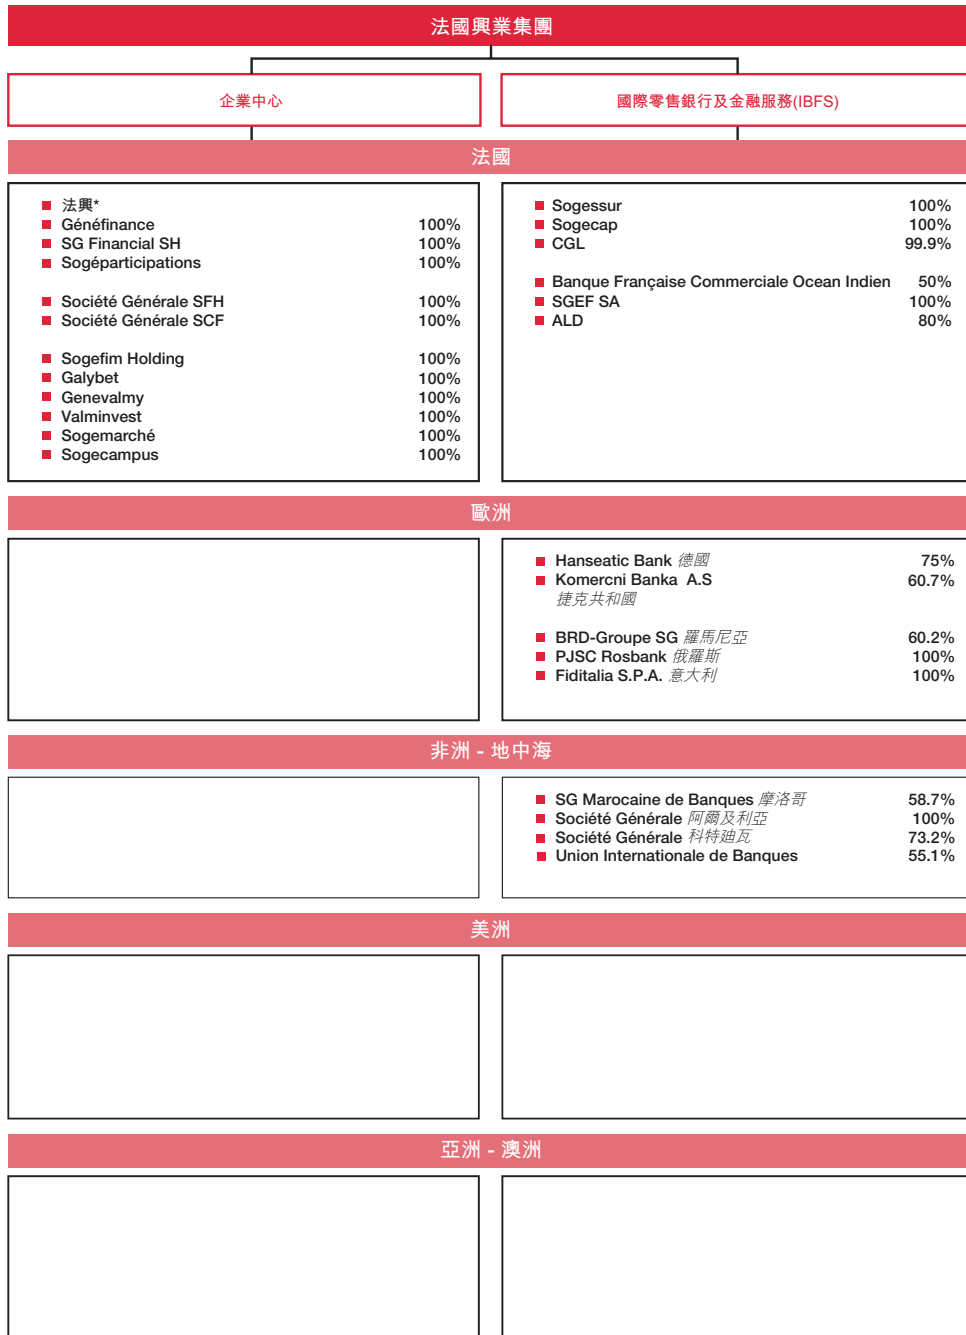 法國興業集團
企業中心
國際零售銀行及金融服務(IBFS)
法國
法興*
Généfinance 100%
SG Financial SH 100%
Sogéparticipations 100%
Société Générale SFH 100%
Société Générale SCF 100%
Sogefim Holding 100%
Galybet 100%
Genevalmy 100%
Valminvest 100%
Sogemarché 100%
Sogecampus 100%
Sogessur 100%
Sogecap 100%
CGL 99.9%
Banque Française Commerciale Ocean Indien 50%
SGEF SA 100%
ALD 80%
歐洲
Hanseatic Bank 德國 75%
Komercni Banka A.S 60.7%
捷克共和國
BRD-Groupe SG 羅馬尼亞 60.2%
PJSC Rosbank 俄羅斯 100%
Fiditalia S.P.A. 意大利 100%
非洲 - 地中海
SG Marocaine de Banques 摩洛哥 58.7%
Société Générale 阿爾及利亞 100%
Société Générale 科特迪瓦 73.2%
Union Internationale de Banques 55.1%
美洲
亞洲 - 澳洲